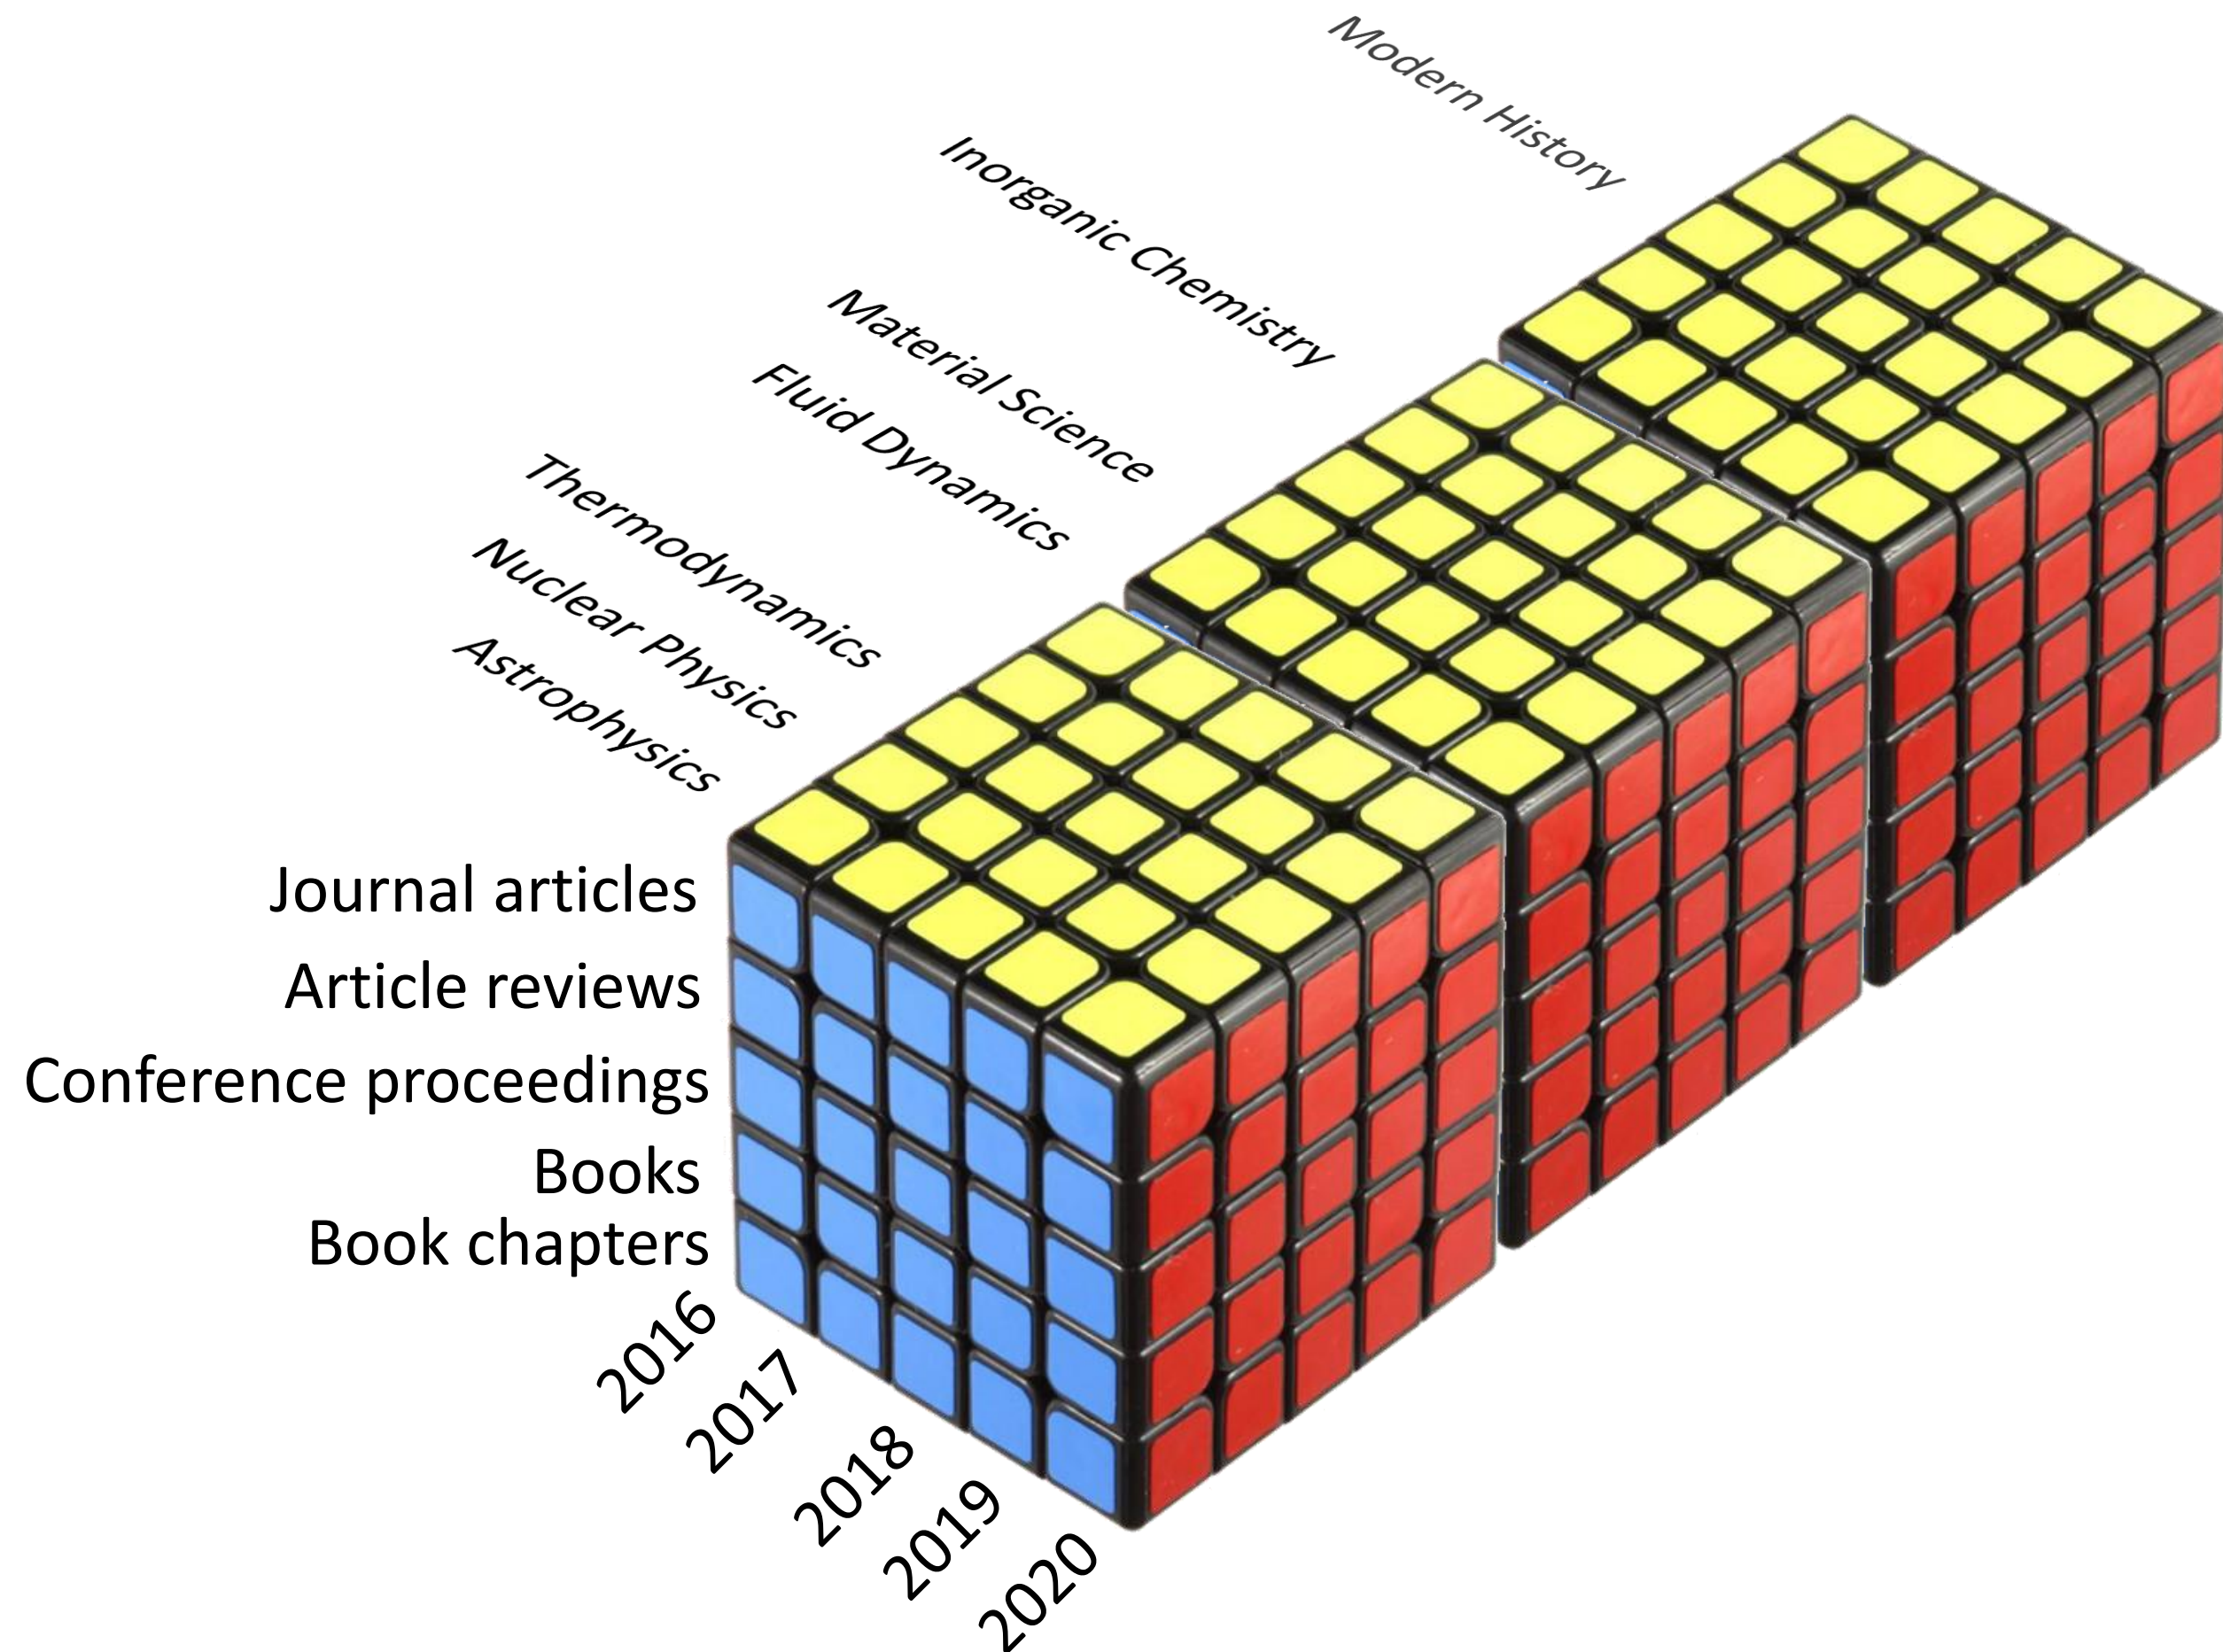 Modern History
Inorganic Chemistry
Material Science
Fluid Dynamics
Thermodynamics
Nuclear Physics
Astrophysics
Journal articles
Article reviews
Conference proceedings
Books
Book chapters
2016
2017
2018
2019
2020